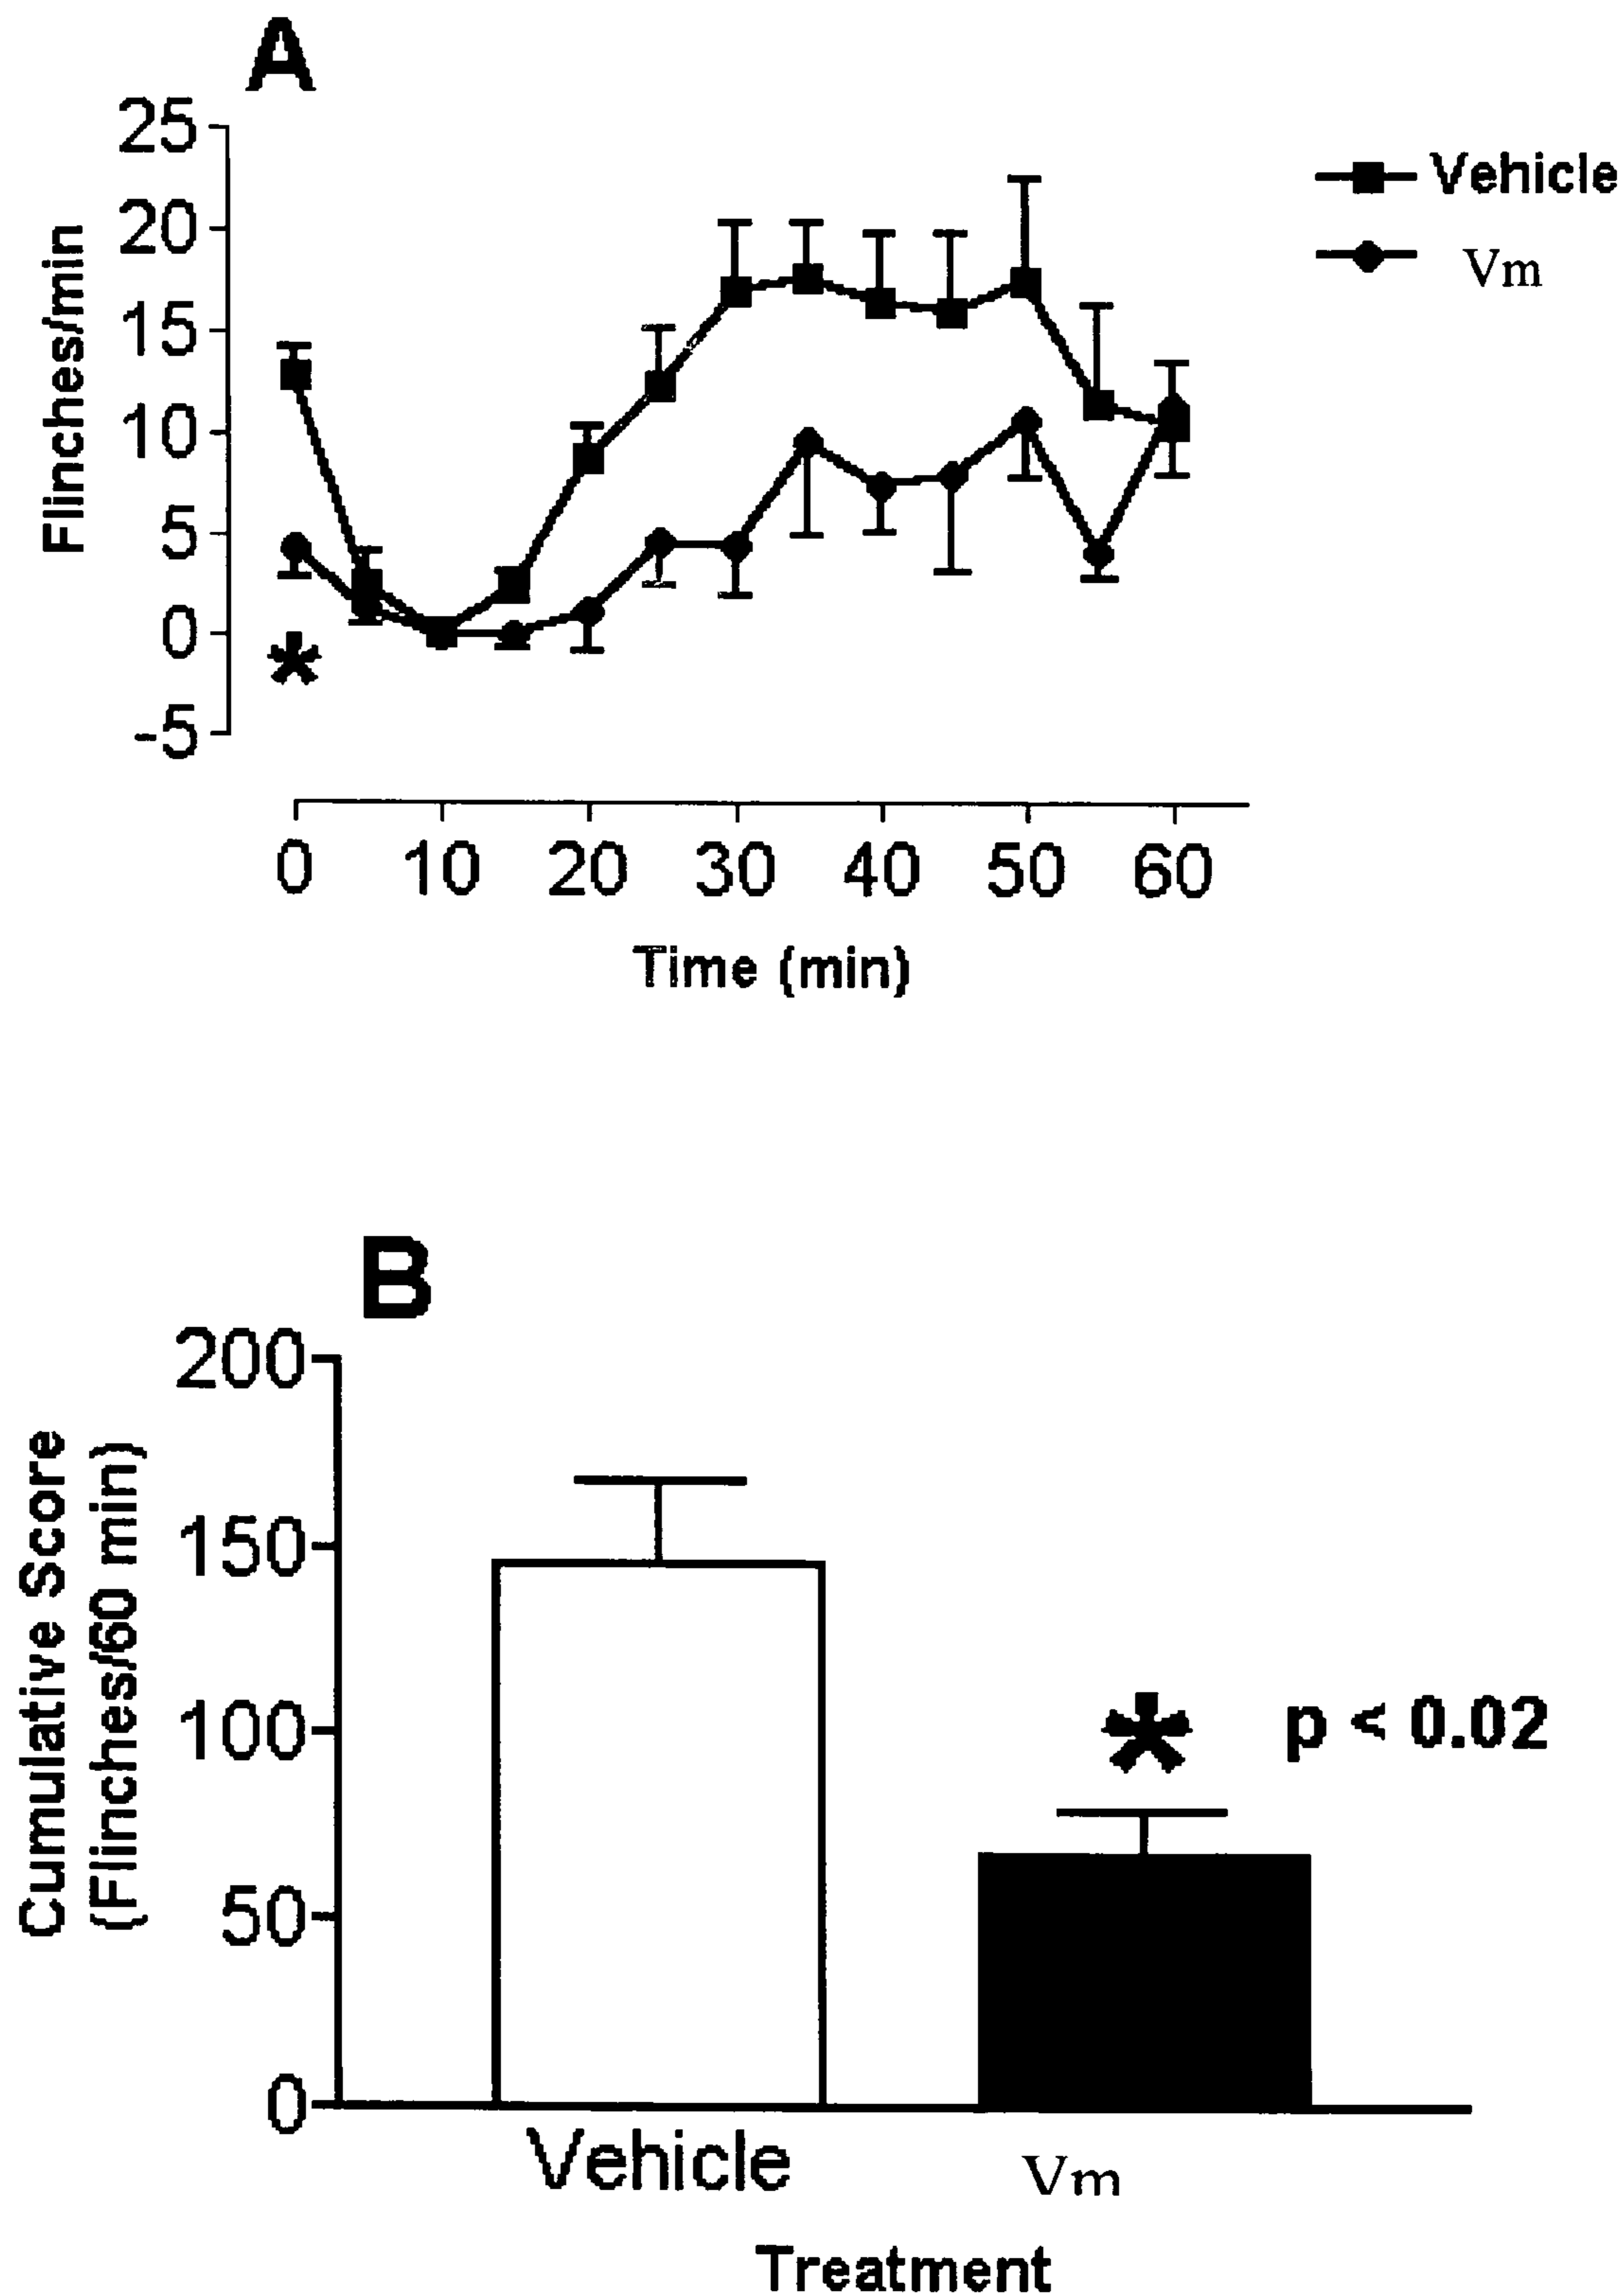 A
25
20
15
10
5
0
-5
Flinches/min
Vehicle
Vm
*
0 10 20 30 40 50 60
Time (min)
B
200
150
100
50
0
Cumulative Score
(Flinches/60 min)
* p < 0.02
Vehicle Vm
Treatment